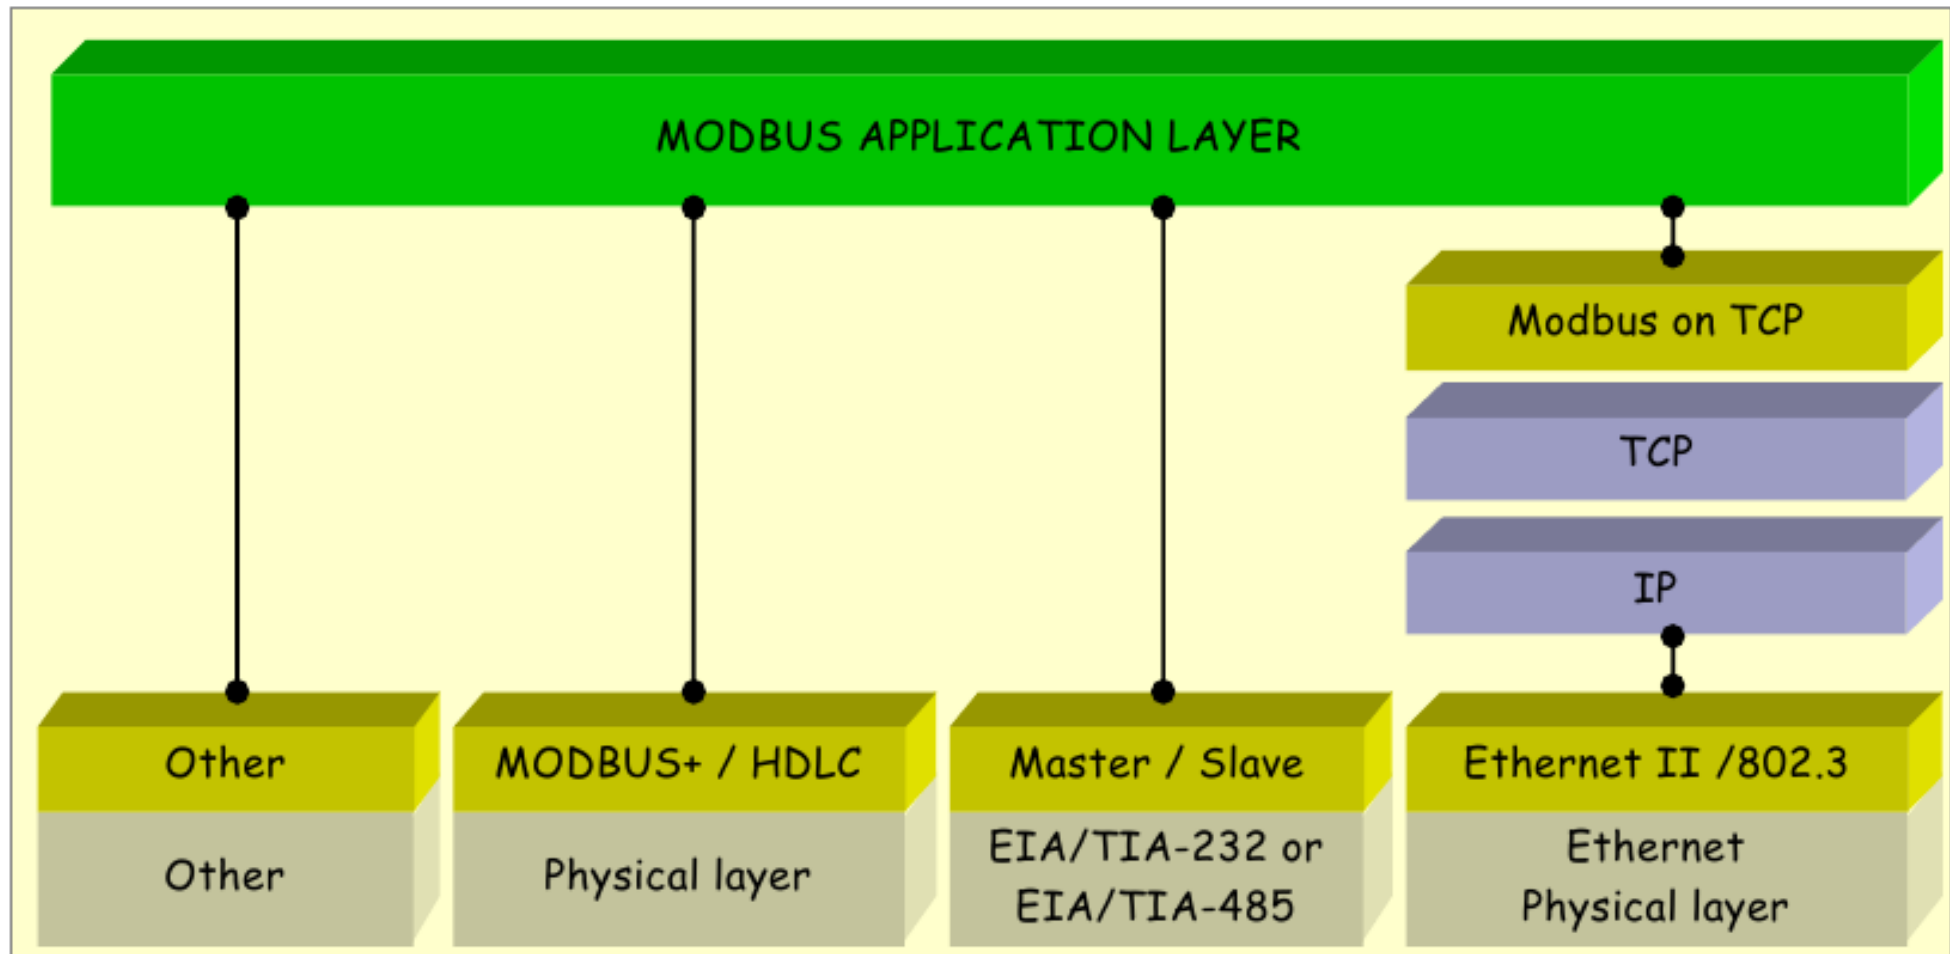 MODBUS APPLICATION LAYER
Modbus on TCP
TCP
IP
Other
MODBUS+ / HDLC
Master / Slave
Ethernet II /802.3
Other
Physical layer
EIA/TIA-232 or
EIA/TIA-485
Ethernet
Physical layer